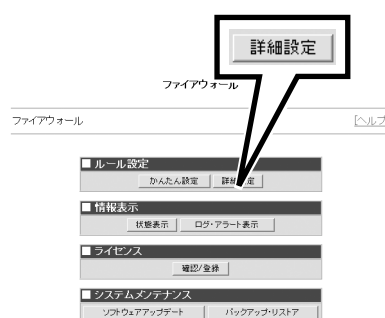 詳細設定
ファイアウォール
ファイアウォール [ヘルプ
■ ルール設定
かんたん設定 詳細 定
■ 情報表示
状態表示 ログ・アラート表示
■ ライセンス
確認/登録
■ システムメンテナンス
ソフトウェアアップデート バックアップ・リストア